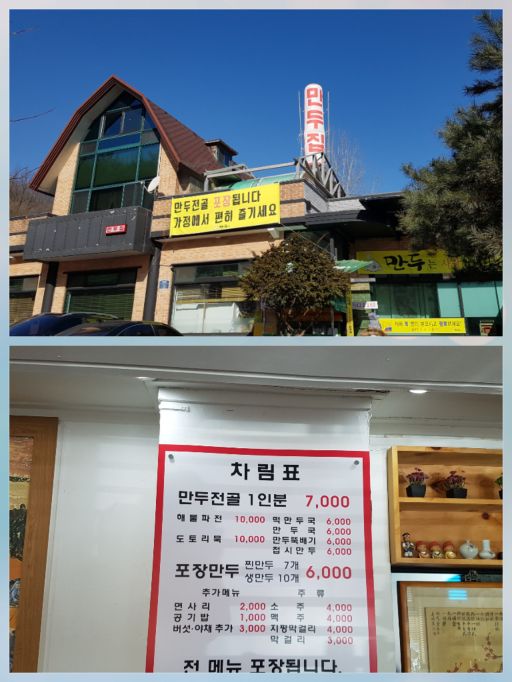 만두집
만두전골 포장됩니다
가정에서 편히 즐기세요
만두는
차림표
만두전골 1인분 7,000
해물파전 10,000 떡만두국 6,000
만두국 6,000
도토리묵 10,000 만두뚝배기 6,000
접시만두 6,000
포장만두 찐만두 7개 6,000
생만두 10개
추가메뉴 주류
면사리 2,000 소주 4,000
공기밥 1,000 맥주 4,000
버섯·야채추가 3,000 지평막걸리 4,000
막걸리 3,000
전 메뉴 포장됩니다.